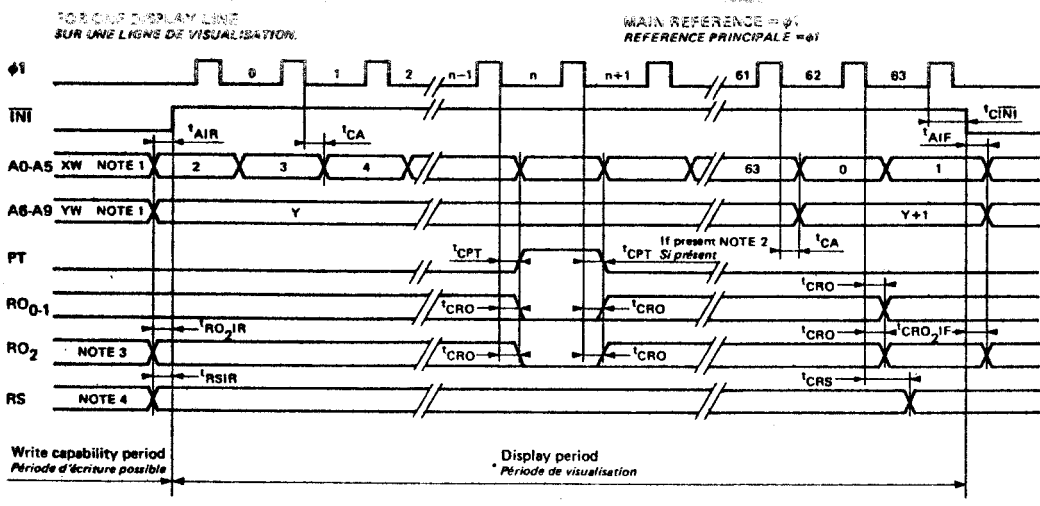 FOR ONE DISPLAY LINE
SUR UNE LIGNE DE VISUALISATION.
MAIN REFERENCE = φ1
REFERENCE PRINCIPALE = φ1
φ1 0 1 2 n-1 n n+1 61 62 63
INI
tCINI
tAIR tCA tAIF
A0-A5 XW NOTE 1 2 3 4 63 0 1
A6-A9 YW NOTE 1 Y Y+1
PT tCPT tCPT If present NOTE 2 tCA
Si présent
tCRO
RO0-1 tCRO tCRO
tRO2IR tCRO tCRO2IF
RO2 NOTE 3 tCRO tCRO
tRSIR tCRS
RS NOTE 4
Write capability period
Période d'écriture possible
Display period
* Période de visualisation